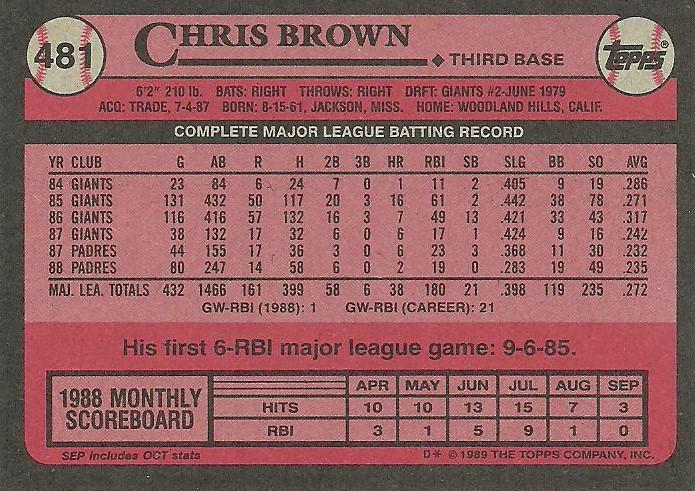 481
CHRIS BROWN
◆ THIRD BASE
TOPPS®
6'2" 210 lb. BATS: RIGHT THROWS: RIGHT DRFT: GIANTS #2-JUNE 1979
ACQ: TRADE, 7-4-87 BORN: 8-15-61, JACKSON, MISS. HOME: WOODLAND HILLS, CALIF.
COMPLETE MAJOR LEAGUE BATTING RECORD
YR CLUB G AB R H 2B 3B HR RBI SB SLG BB SO AVG
84 GIANTS 23 84 6 24 7 0 1 11 2 .405 9 19 .286
85 GIANTS 131 432 50 117 20 3 16 61 2 .442 38 78 .271
86 GIANTS 116 416 57 132 16 3 7 49 13 .421 33 43 .317
87 GIANTS 38 132 17 32 6 0 6 17 1 .424 9 16 .242
87 PADRES 44 155 17 36 3 0 6 23 3 .368 11 30 .232
88 PADRES 80 247 14 58 6 0 2 19 0 .283 19 49 .235
MAJ. LEA. TOTALS 432 1466 161 399 58 6 38 180 21 .398 119 235 .272
GW-RBI (1988): 1 GW-RBI (CAREER): 21
His first 6-RBI major league game: 9-6-85.
1988 MONTHLY SCOREBOARD
APR MAY JUN JUL AUG SEP
HITS 10 10 13 15 7 3
RBI 3 1 5 9 1 0
SEP includes OCT stats
D* © 1989 THE TOPPS COMPANY, INC.